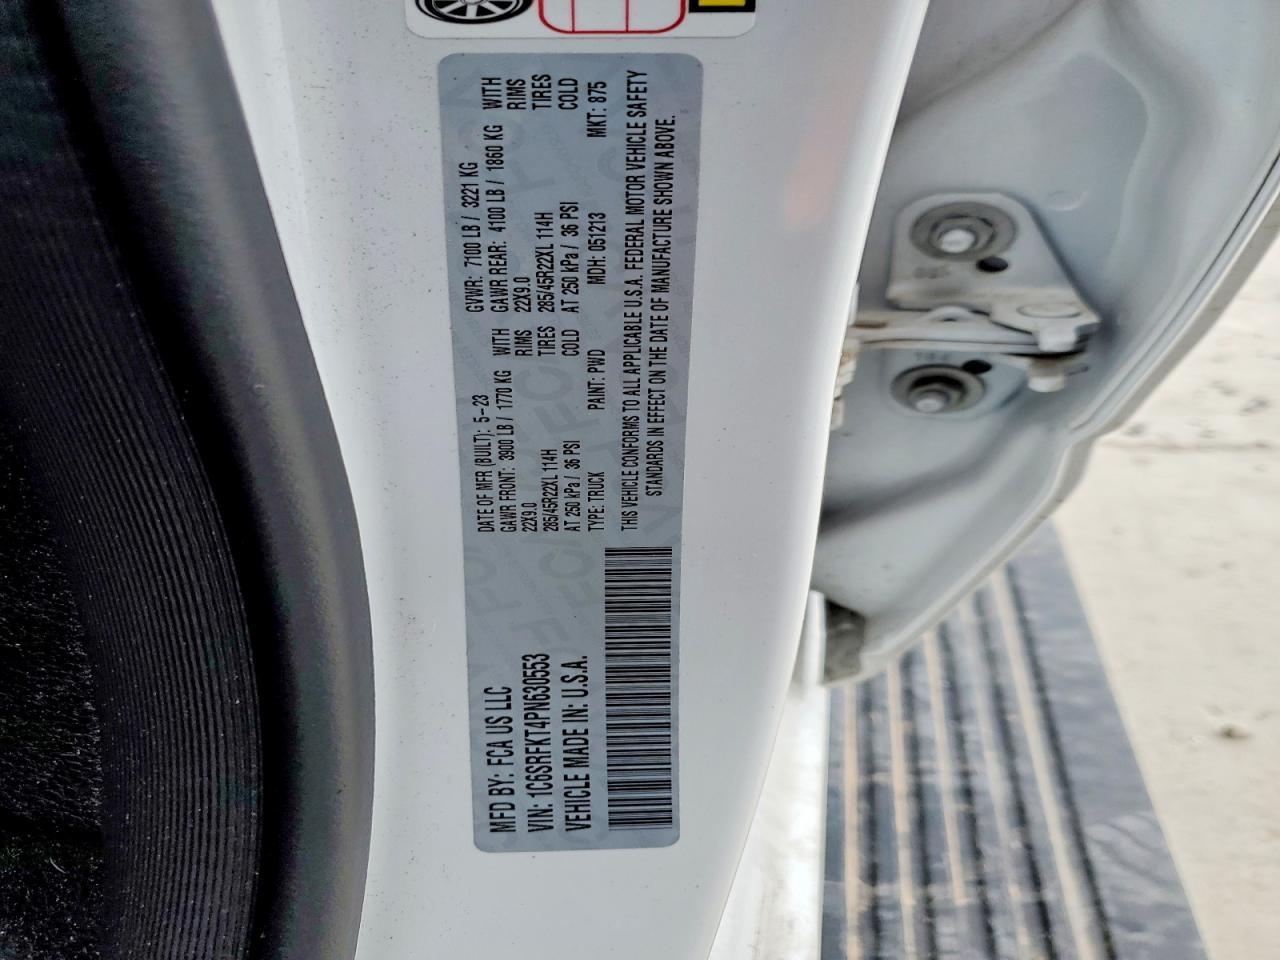 MFD BY: FCA US LLC
VIN: 1C6SRFKT4PN630553
VEHICLE MADE IN: U.S.A.
DATE OF MFR (BUILT): 5-23 GVWR: 7100 LB / 3221 KG
GAWR FRONT: 3900 LB / 1770 KG WITH GAWR REAR: 4100 LB / 1860 KG WITH
22X9.0 RIMS 22X9.0 RIMS
285/45R22XL 114H TIRES 285/45R22XL 114H TIRES
AT 250 kPa / 36 PSI COLD AT 250 kPa / 36 PSI COLD
TYPE: TRUCK PAINT: PWD MDH: 051213 MKT: 875
THIS VEHICLE CONFORMS TO ALL APPLICABLE U.S.A. FEDERAL MOTOR VEHICLE SAFETY
STANDARDS IN EFFECT ON THE DATE OF MANUFACTURE SHOWN ABOVE.